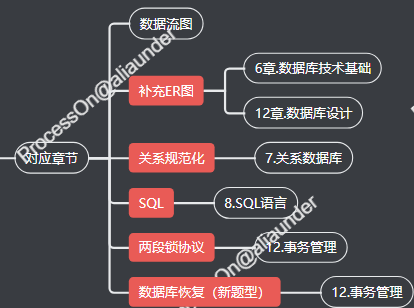 数据流图
补充ER图
6章.数据库技术基础
12章.数据库设计
对应章节
关系规范化
7.关系数据库
SQL
8.SQL语言
两段锁协议
12.事务管理
数据库恢复（新题型）
12.事务管理
ProcessOn@aliaunder
On@aliaunder